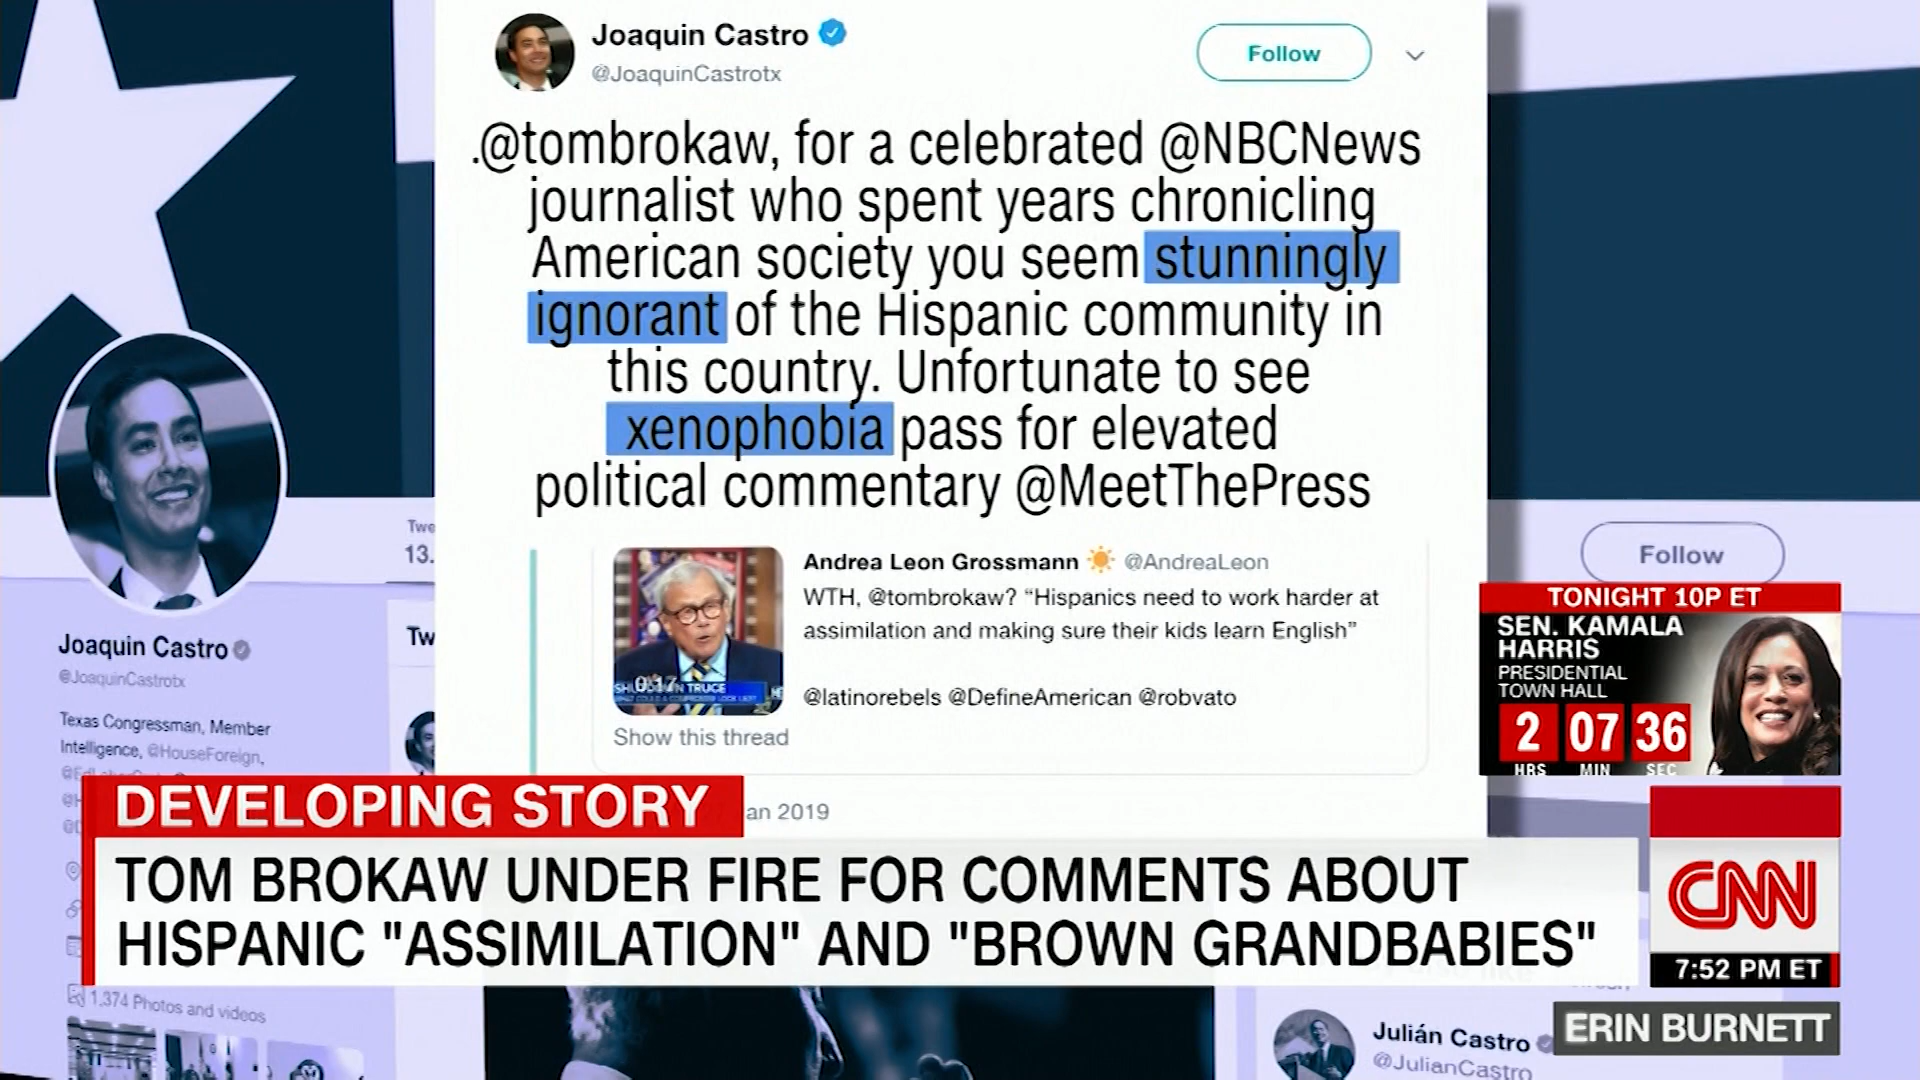 Joaquin Castro
@JoaquinCastrotx
Follow
.@tombrokaw, for a celebrated @NBCNews
journalist who spent years chronicling
American society you seem stunningly
ignorant of the Hispanic community in
this country. Unfortunate to see
xenophobia pass for elevated
political commentary @MeetThePress
Andrea Leon Grossmann @AndreaLeon
WTH, @tombrokaw? “Hispanics need to work harder at
assimilation and making sure their kids learn English”
@latinorebels @DefineAmerican @robvato
0:17
TRUCE
Show this thread
an 2019
Twe
13.
Tw
Joaquin Castro
@JoaquinCastrotx
Texas Congressman, Member
Intelligence, @HouseForeign,
1,374 Photos and videos
Follow
TONIGHT 10P ET
SEN. KAMALA
HARRIS
PRESIDENTIAL
TOWN HALL
2 07 36
HRS MIN SEC
DEVELOPING STORY
TOM BROKAW UNDER FIRE FOR COMMENTS ABOUT
HISPANIC "ASSIMILATION" AND "BROWN GRANDBABIES"
CNN
7:52 PM ET
ERIN BURNETT
Julián Castro
@JulianCastro